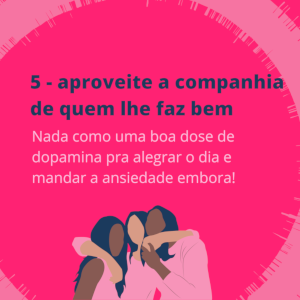 5 - aproveite a companhia
de quem lhe faz bem
Nada como uma boa dose de
dopamina pra alegrar o dia e
mandar a ansiedade embora!